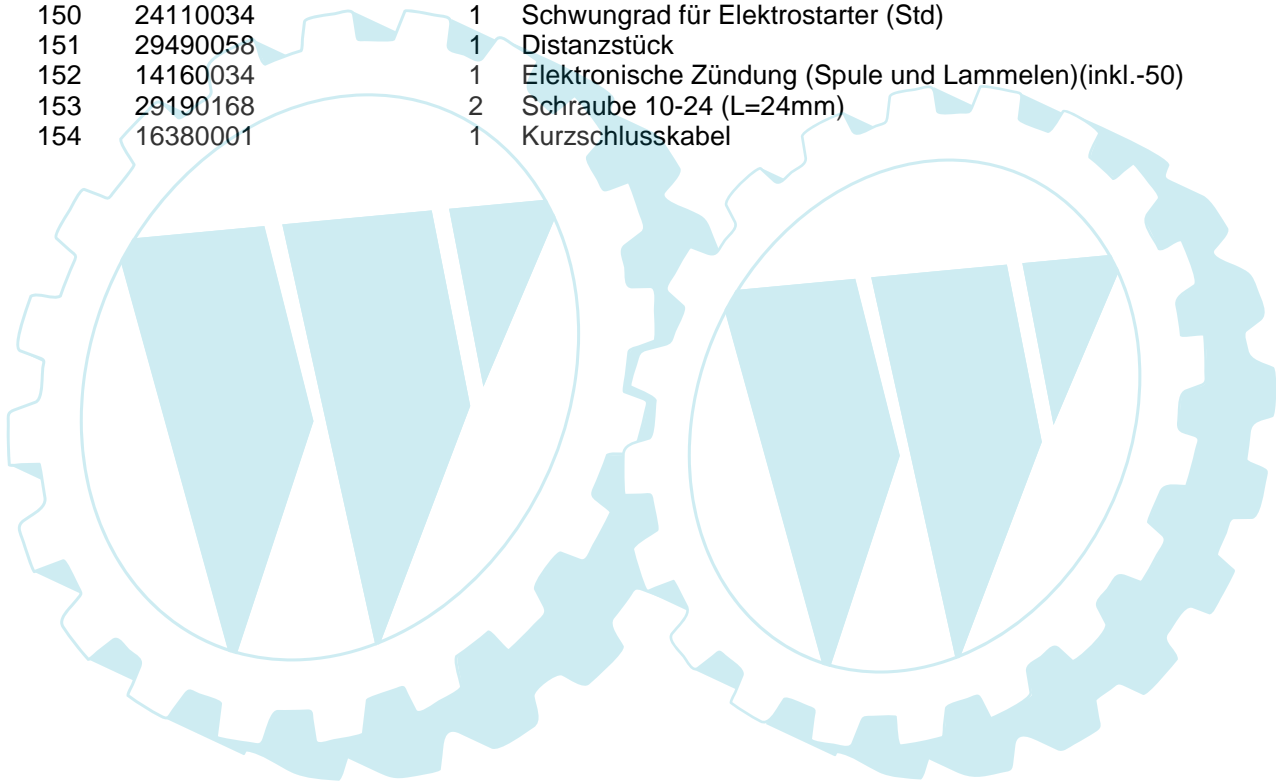 150 24110034 1 Schwungrad für Elektrostarter (Std)
151 29490058 1 Distanzstück
152 14160034 1 Elektronische Zündung (Spule und Lammelen)(inkl.-50)
153 29190168 2 Schraube 10-24 (L=24mm)
154 16380001 1 Kurzschlusskabel